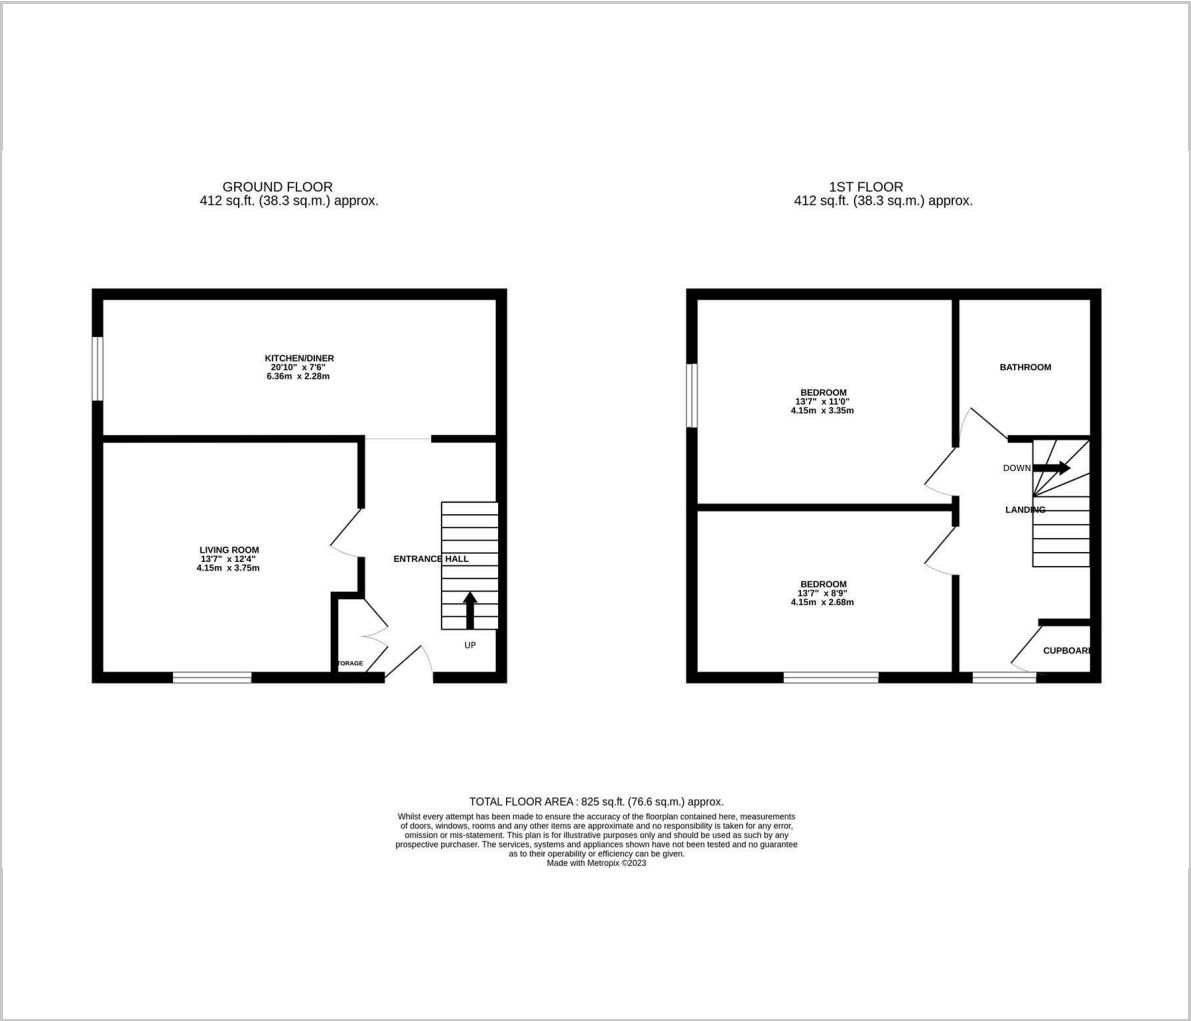 GROUND FLOOR
412 sq.ft. (38.3 sq.m.) approx.
1ST FLOOR
412 sq.ft. (38.3 sq.m.) approx.
KITCHEN/DINER
20'10" x 7'6"
6.36m x 2.28m
LIVING ROOM
13'7" x 12'4"
4.15m x 3.75m
ENTRANCE HALL
UP
TORAGE
BEDROOM
13'7" x 11'0"
4.15m x 3.35m
BATHROOM
DOWN
LANDING
BEDROOM
13'7" x 8'9"
4.15m x 2.68m
CUPBOAR
TOTAL FLOOR AREA : 825 sq.ft. (76.6 sq.m.) approx.
Whilst every attempt has been made to ensure the accuracy of the floorplan contained here, measurements
of doors, windows, rooms and any other items are approximate and no responsibility is taken for any error,
omission or mis-statement. This plan is for illustrative purposes only and should be used as such by any
prospective purchaser. The services, systems and appliances shown have not been tested and no guarantee
as to their operability or efficiency can be given.
Made with Metropix ©2023